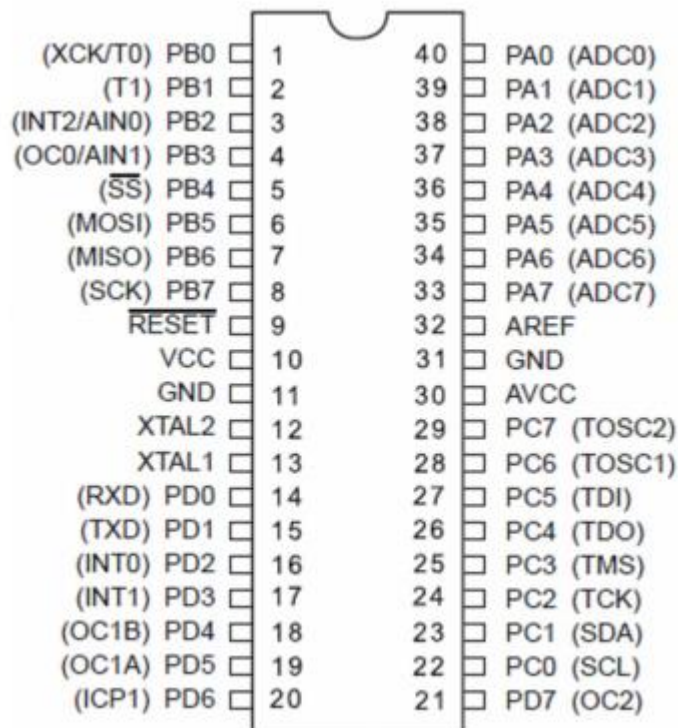 (XCK/T0) PB0 1 40 PA0 (ADC0)
(T1) PB1 2 39 PA1 (ADC1)
(INT2/AIN0) PB2 3 38 PA2 (ADC2)
(OC0/AIN1) PB3 4 37 PA3 (ADC3)
(SS) PB4 5 36 PA4 (ADC4)
(MOSI) PB5 6 35 PA5 (ADC5)
(MISO) PB6 7 34 PA6 (ADC6)
(SCK) PB7 8 33 PA7 (ADC7)
RESET 9 32 AREF
VCC 10 31 GND
GND 11 30 AVCC
XTAL2 12 29 PC7 (TOSC2)
XTAL1 13 28 PC6 (TOSC1)
(RXD) PD0 14 27 PC5 (TDI)
(TXD) PD1 15 26 PC4 (TDO)
(INT0) PD2 16 25 PC3 (TMS)
(INT1) PD3 17 24 PC2 (TCK)
(OC1B) PD4 18 23 PC1 (SDA)
(OC1A) PD5 19 22 PC0 (SCL)
(ICP1) PD6 20 21 PD7 (OC2)